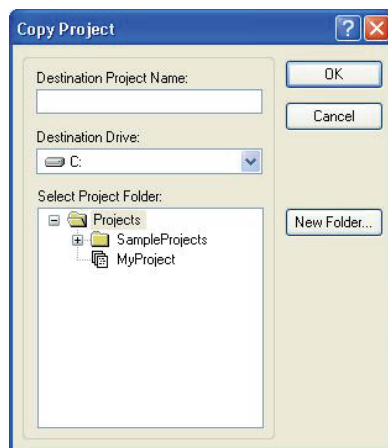 Copy Project
Destination Project Name:
OK
Cancel
Destination Drive:
C:
Select Project Folder:
Projects
SampleProjects
MyProject
New Folder...